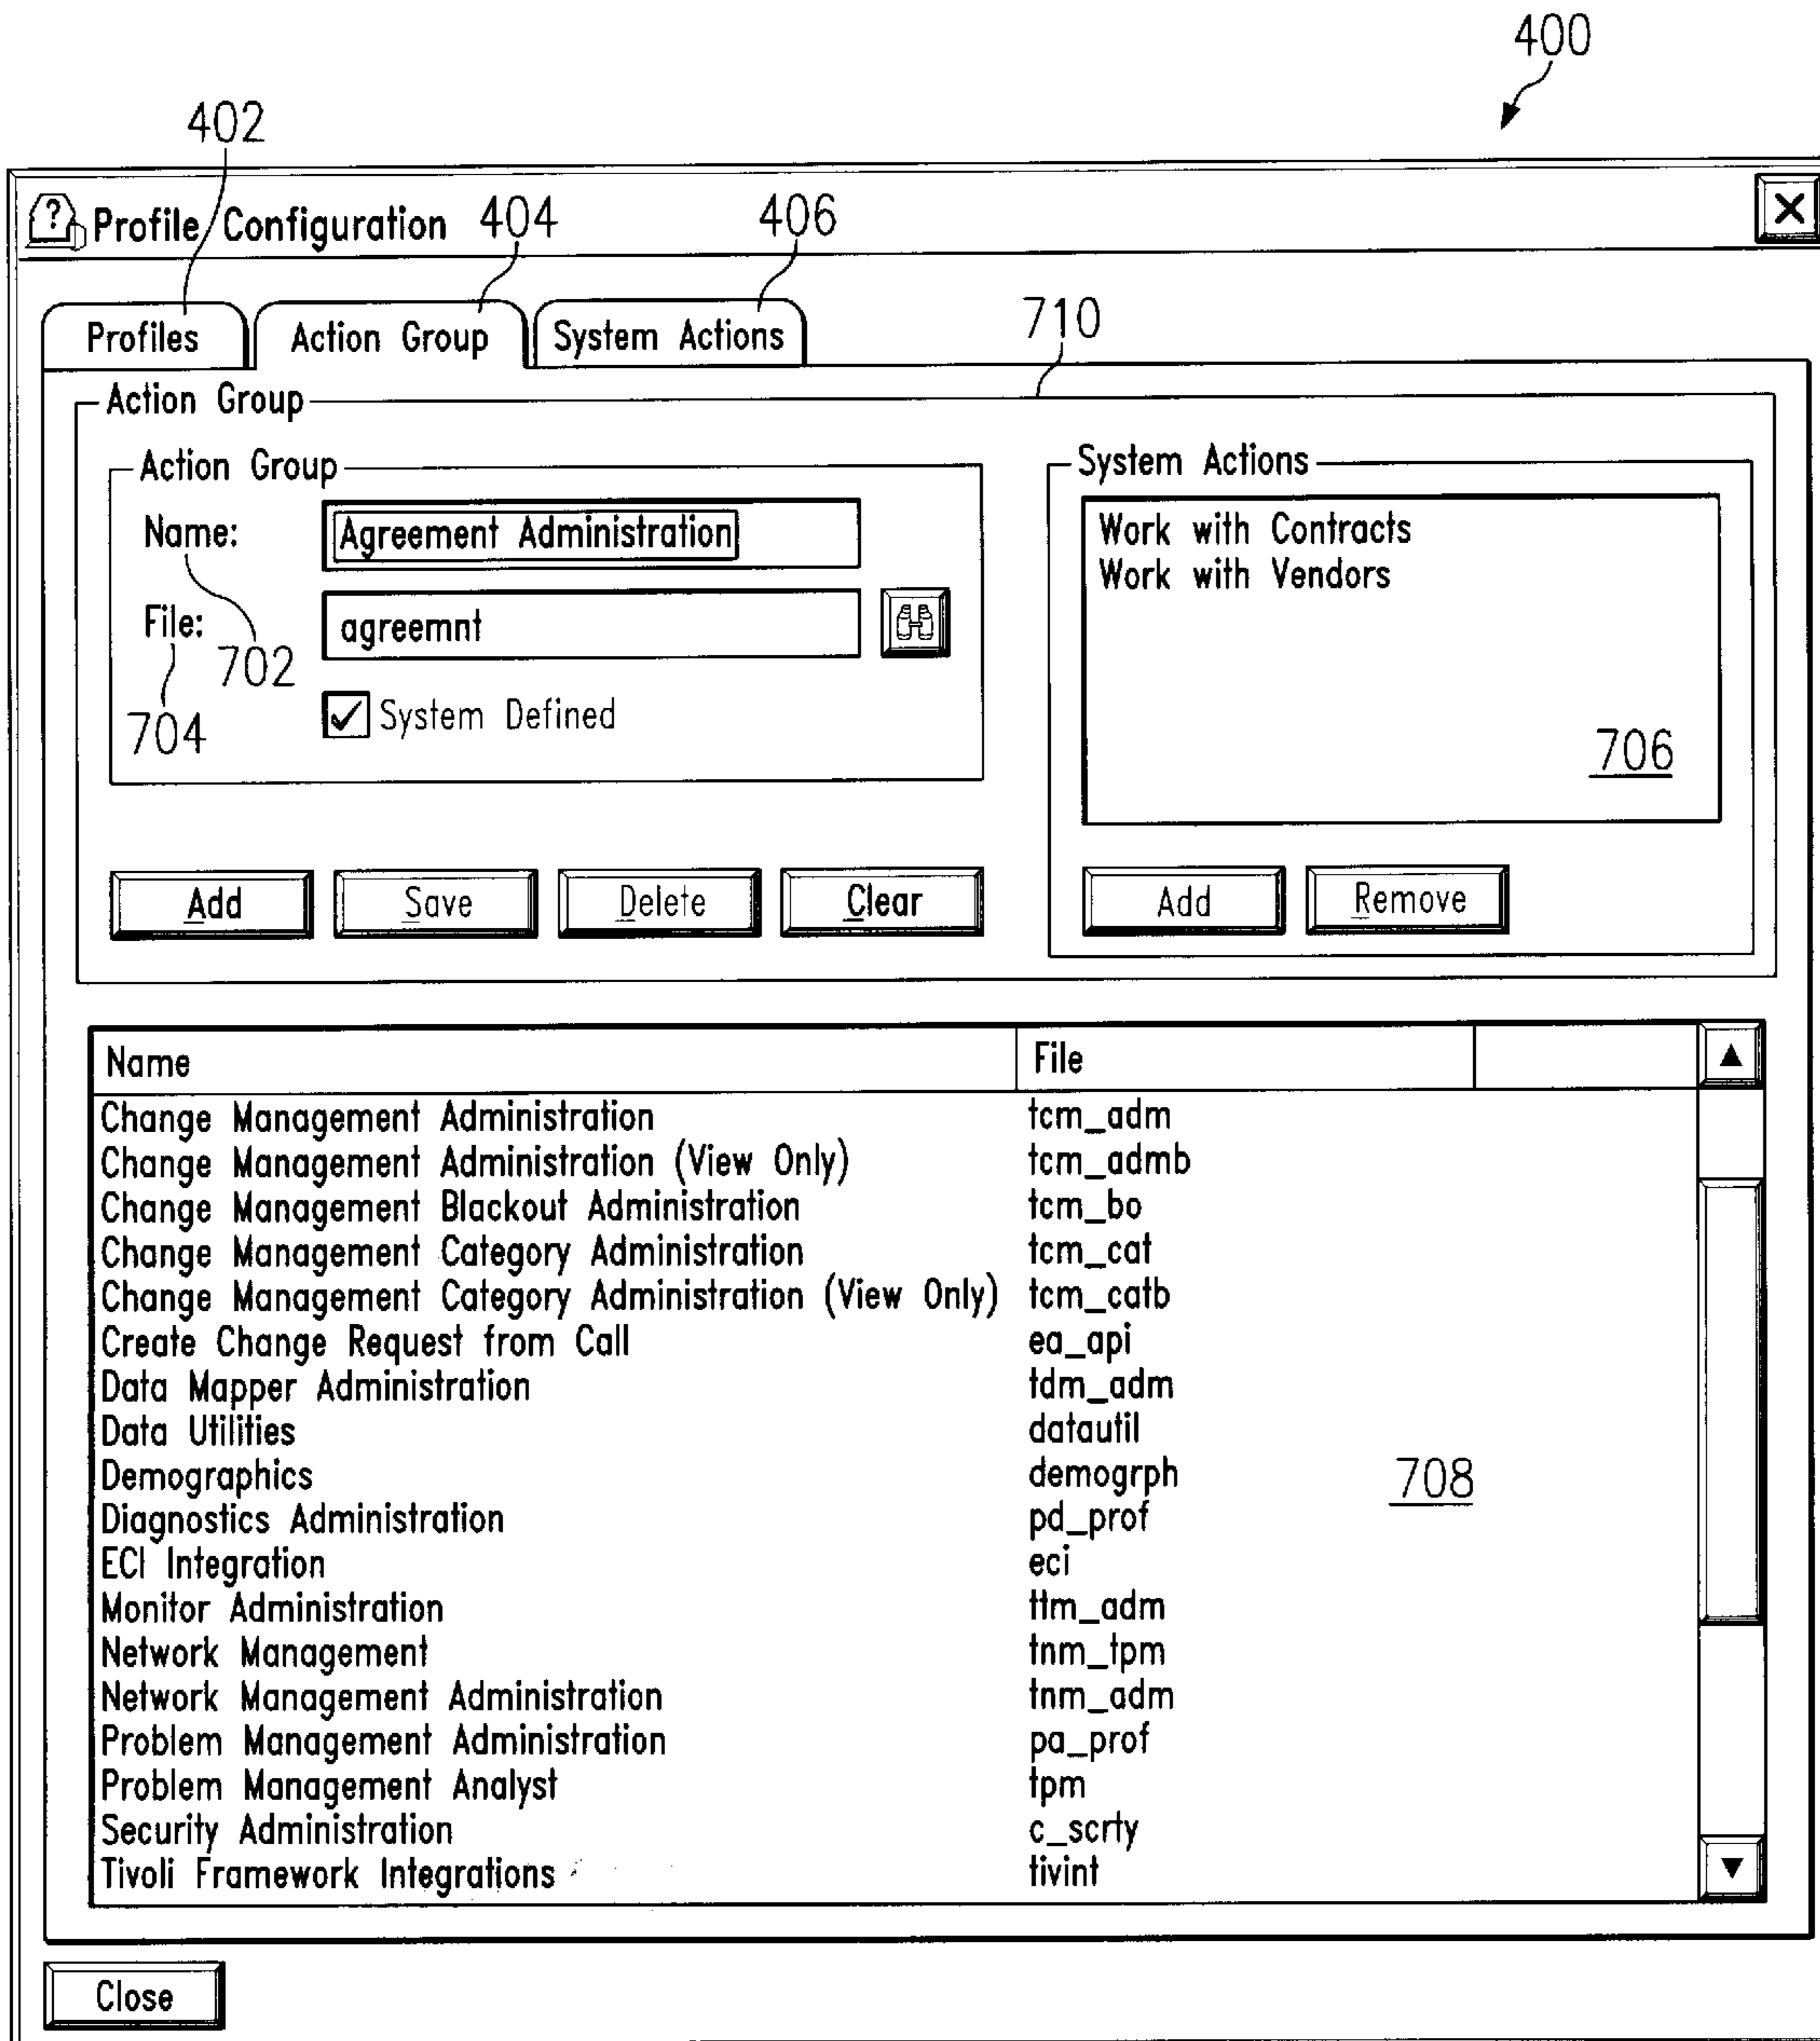 400
402
? Profile Configuration 404 406 X
Profiles Action Group System Actions 710
Action Group
Action Group System Actions
Name: Agreement Administration Work with Contracts
Work with Vendors
File: agreemnt
702
704 System Defined 706
Add Save Delete Clear Add Remove
Name File
Change Management Administration tcm_adm
Change Management Administration (View Only) tcm_admb
Change Management Blackout Administration tcm_bo
Change Management Category Administration tcm_cat
Change Management Category Administration (View Only) tcm_catb
Create Change Request from Call ea_api
Data Mapper Administration tdm_adm
Data Utilities datautil
Demographics demogrph 708
Diagnostics Administration pd_prof
ECI Integration eci
Monitor Administration ttm_adm
Network Management tnm_tpm
Network Management Administration tnm_adm
Problem Management Administration pa_prof
Problem Management Analyst tpm
Security Administration c_scrty
Tivoli Framework Integrations tivint
Close